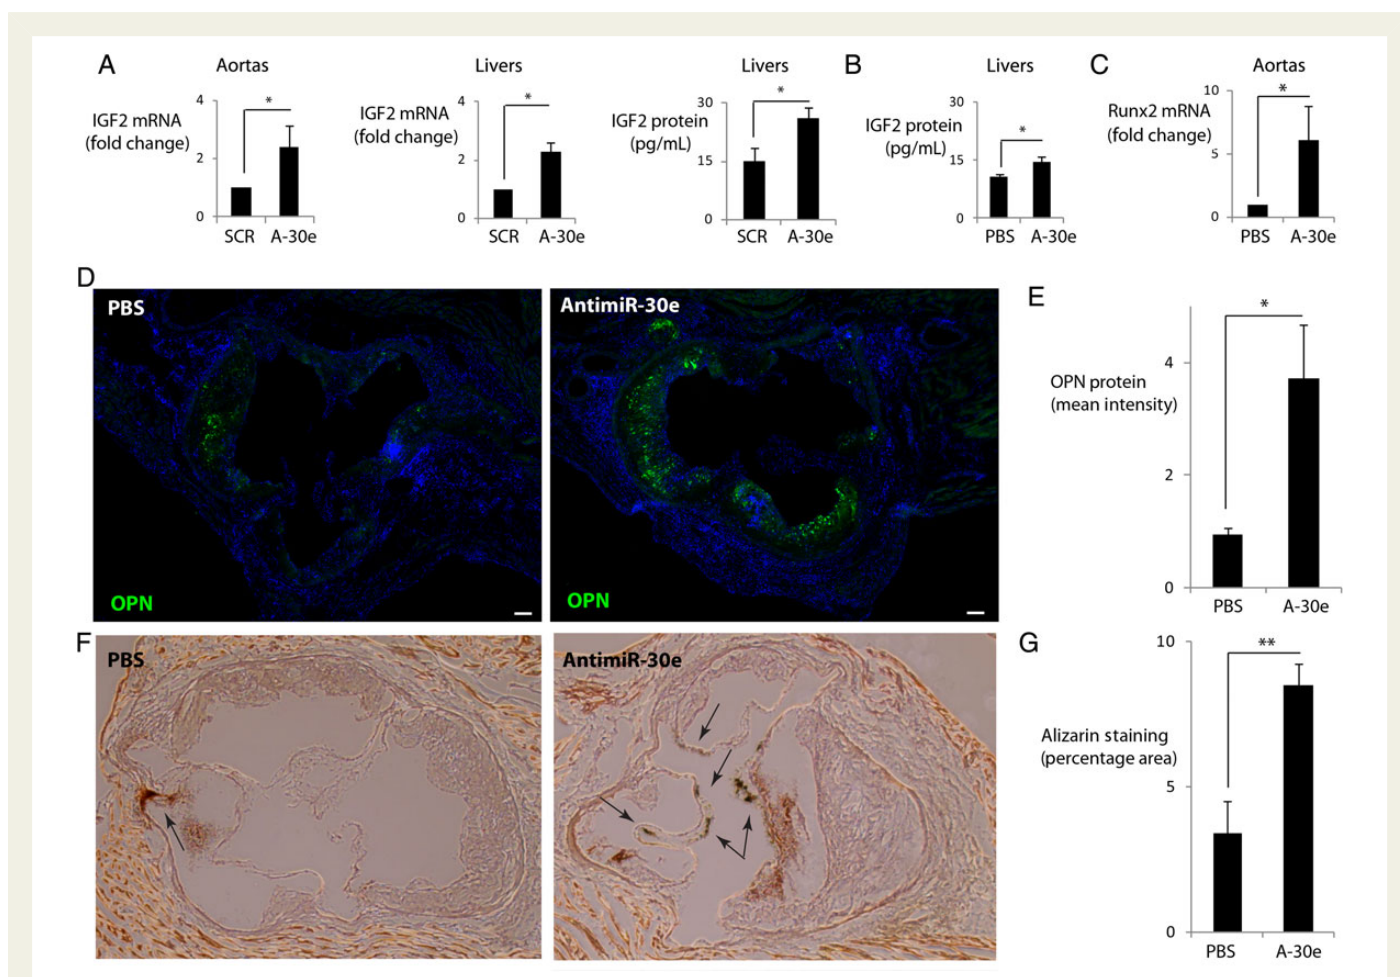 A
Aortas
IGF2 mRNA
(fold change)
4
2
0
*
SCR
A-30e
Livers
IGF2 mRNA
(fold change)
4
2
0
*
SCR
A-30e
Livers
IGF2 protein
(pg/mL)
30
15
0
*
SCR
A-30e
B
Livers
IGF2 protein
(pg/mL)
30
15
0
*
PBS
A-30e
C
Aortas
Runx2 mRNA
(fold change)
10
5
0
*
PBS
A-30e
D
PBS
OPN
AntimiR-30e
OPN
E
OPN protein
(mean intensity)
4
2
0
*
PBS
A-30e
F
PBS
AntimiR-30e
G
Alizarin staining
(percentage area)
10
5
0
**
PBS
A-30e